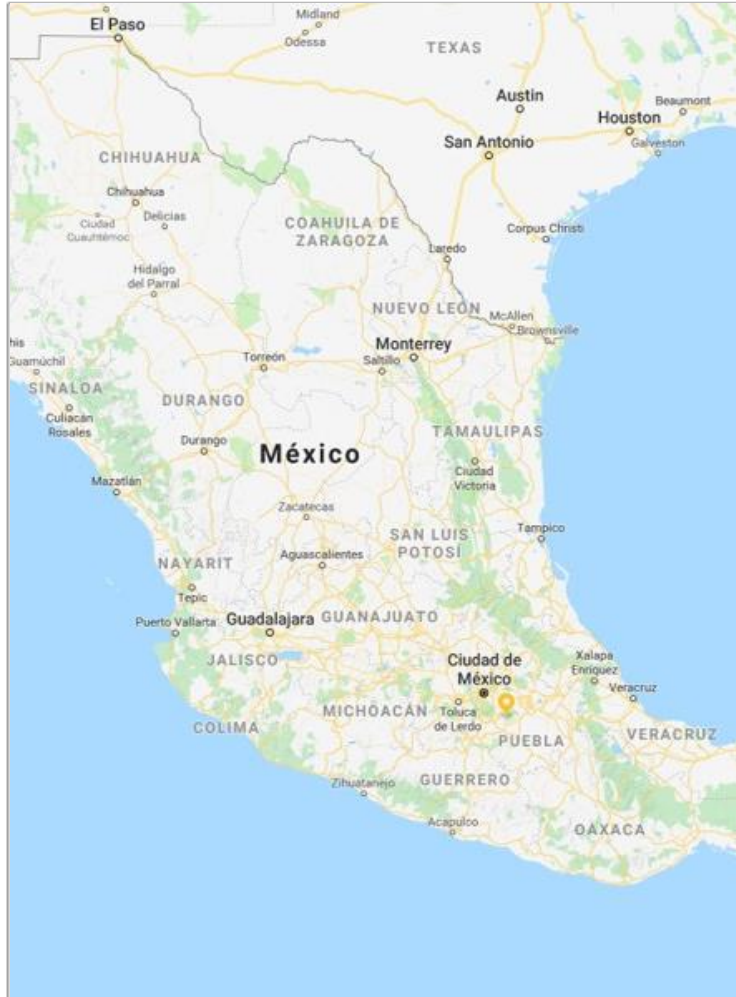 Midland
El Paso
Odessa
TEXAS
Austin
Beaumont
Houston
San Antonio
Galveston
CHIHUAHUA
Chihuahua
Delicias
Ciudad
Cuauhtémoc
COAHUILA DE
ZARAGOZA
Corpus Christi
Laredo
Hidalgo
del Parral
NUEVO LEÓN
McAllen
Brownsville
his
Guamúchil
Monterrey
Torreón
Saltillo
SINALOA
DURANGO
Culiacán
Rosales
TAMAULIPAS
Durango
México
Ciudad
Victoria
Mazatlán
Zacatecas
Tampico
SAN LUIS
POTOSÍ
Aguascalientes
NAYARIT
Tepic
Puerto Vallarta
Guadalajara
GUANAJUATO
JALISCO
Ciudad de
México
Xalapa
Enríquez
Veracruz
MICHOACÁN
Toluca
de Lerdo
COLIMA
PUEBLA
VERACRUZ
GUERRERO
Zihuatanejo
Acapulco
OAXACA